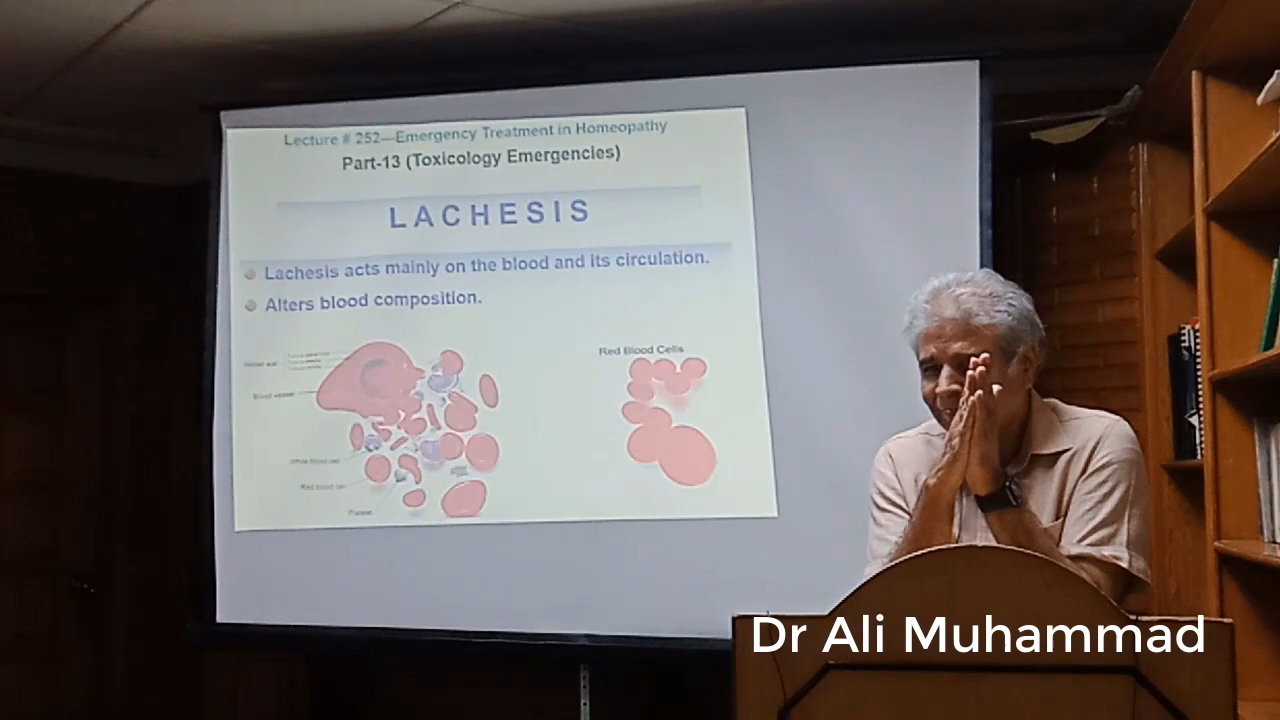 Lecture # 252—Emergency Treatment in Homeopathy
Part-13 (Toxicology Emergencies)
LACHESIS
Lachesis acts mainly on the blood and its circulation.
Alters blood composition.
Red Blood Cells
Blood vessel
White blood cell
Red blood cell
Dr Ali Muhammad